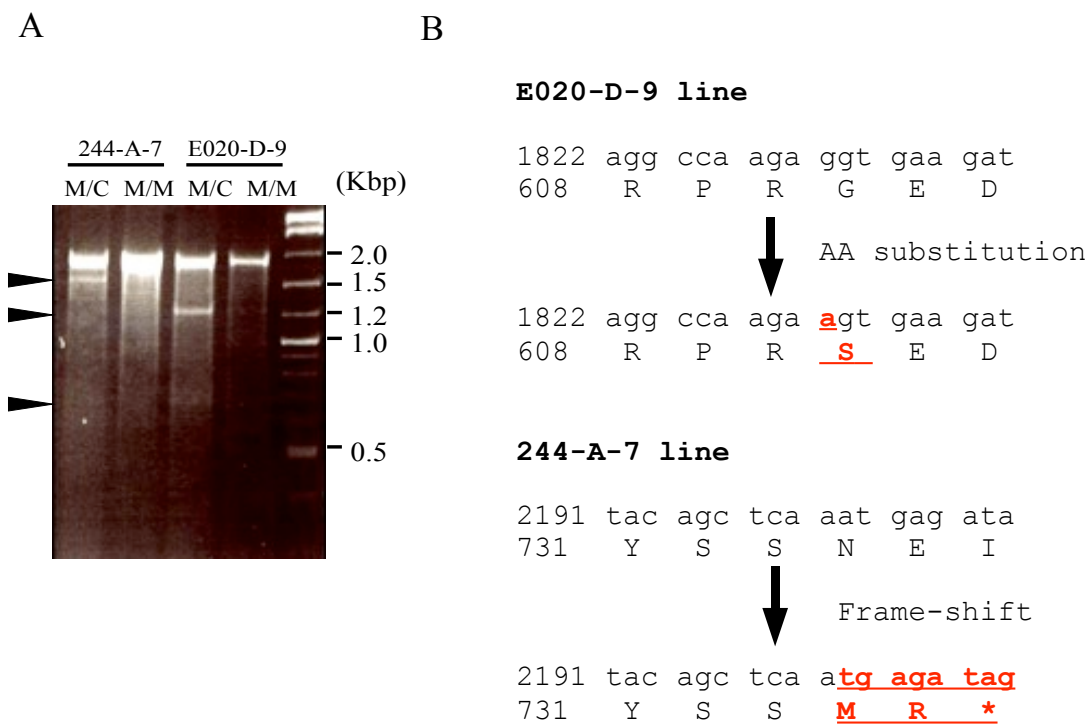 A
B
244-A-7 E020-D-9
M/C M/M M/C M/M (Kbp)
2.0
1.5
1.2
1.0
0.5
E020-D-9 line
1822 agg cca aga ggt gaa gat
608 R P R G E D
AA substitution
1822 agg cca aga agt gaa gat
608 R P R S E D
244-A-7 line
2191 tac agc tca aat gag ata
731 Y S S N E I
Frame-shift
2191 tac agc tca atg aga tag
731 Y S S M R *